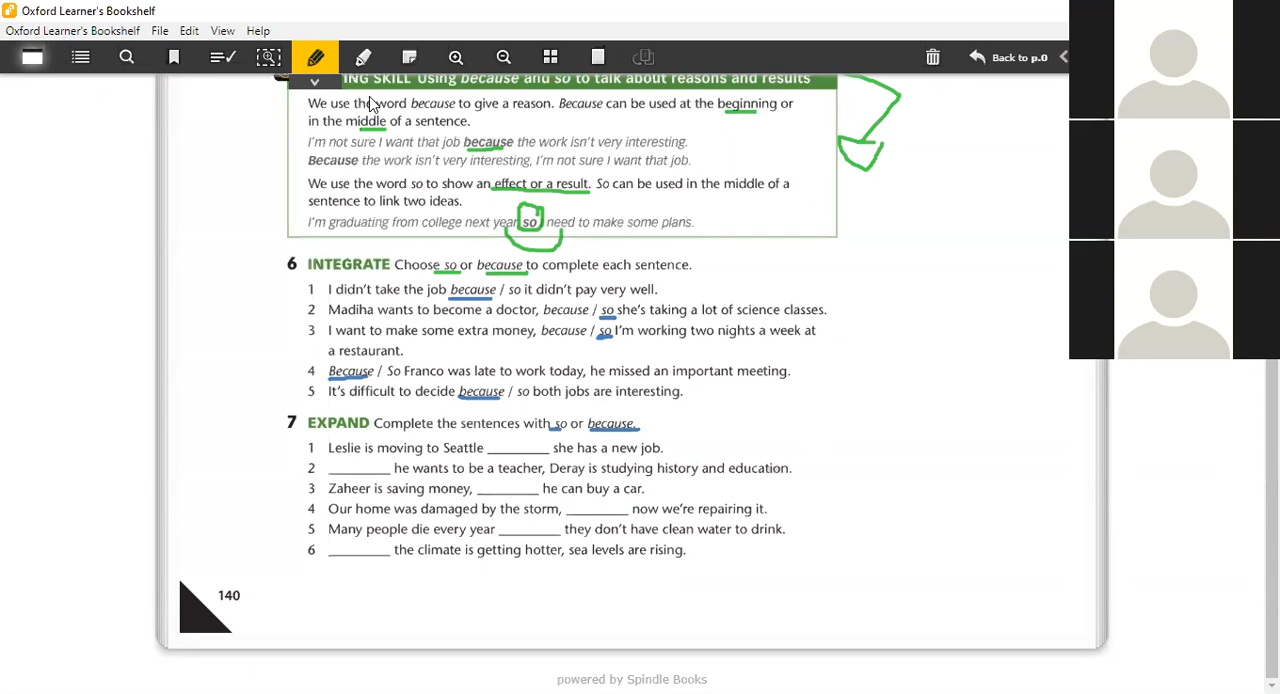 Oxford Learner's Bookshelf
Oxford Learner's Bookshelf File Edit View Help
Back to p.0
ING SKILL Using because and so to talk about reasons and results
We use the word because to give a reason. Because can be used at the beginning or
in the middle of a sentence.
I'm not sure I want that job because the work isn't very interesting.
Because the work isn't very interesting, I'm not sure I want that job.
We use the word so to show an effect or a result. So can be used in the middle of a
sentence to link two ideas.
I'm graduating from college next year so I need to make some plans.
6 INTEGRATE Choose so or because to complete each sentence.
1 I didn't take the job because / so it didn't pay very well.
2 Madiha wants to become a doctor, because / so she's taking a lot of science classes.
3 I want to make some extra money, because / so I'm working two nights a week at
a restaurant.
4 Because / So Franco was late to work today, he missed an important meeting.
5 It's difficult to decide because / so both jobs are interesting.
7 EXPAND Complete the sentences with so or because.
1 Leslie is moving to Seattle ________ she has a new job.
2 ________ he wants to be a teacher, Deray is studying history and education.
3 Zaheer is saving money, ________ he can buy a car.
4 Our home was damaged by the storm, ________ now we're repairing it.
5 Many people die every year ________ they don't have clean water to drink.
6 ________ the climate is getting hotter, sea levels are rising.
140
powered by Spindle Books